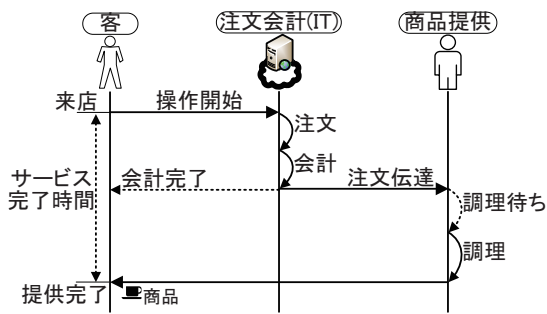 客
注文会計(IT)
商品提供
来店
操作開始
注文
会計
サービス
完了時間
会計完了
注文伝達
調理待ち
調理
提供完了
商品